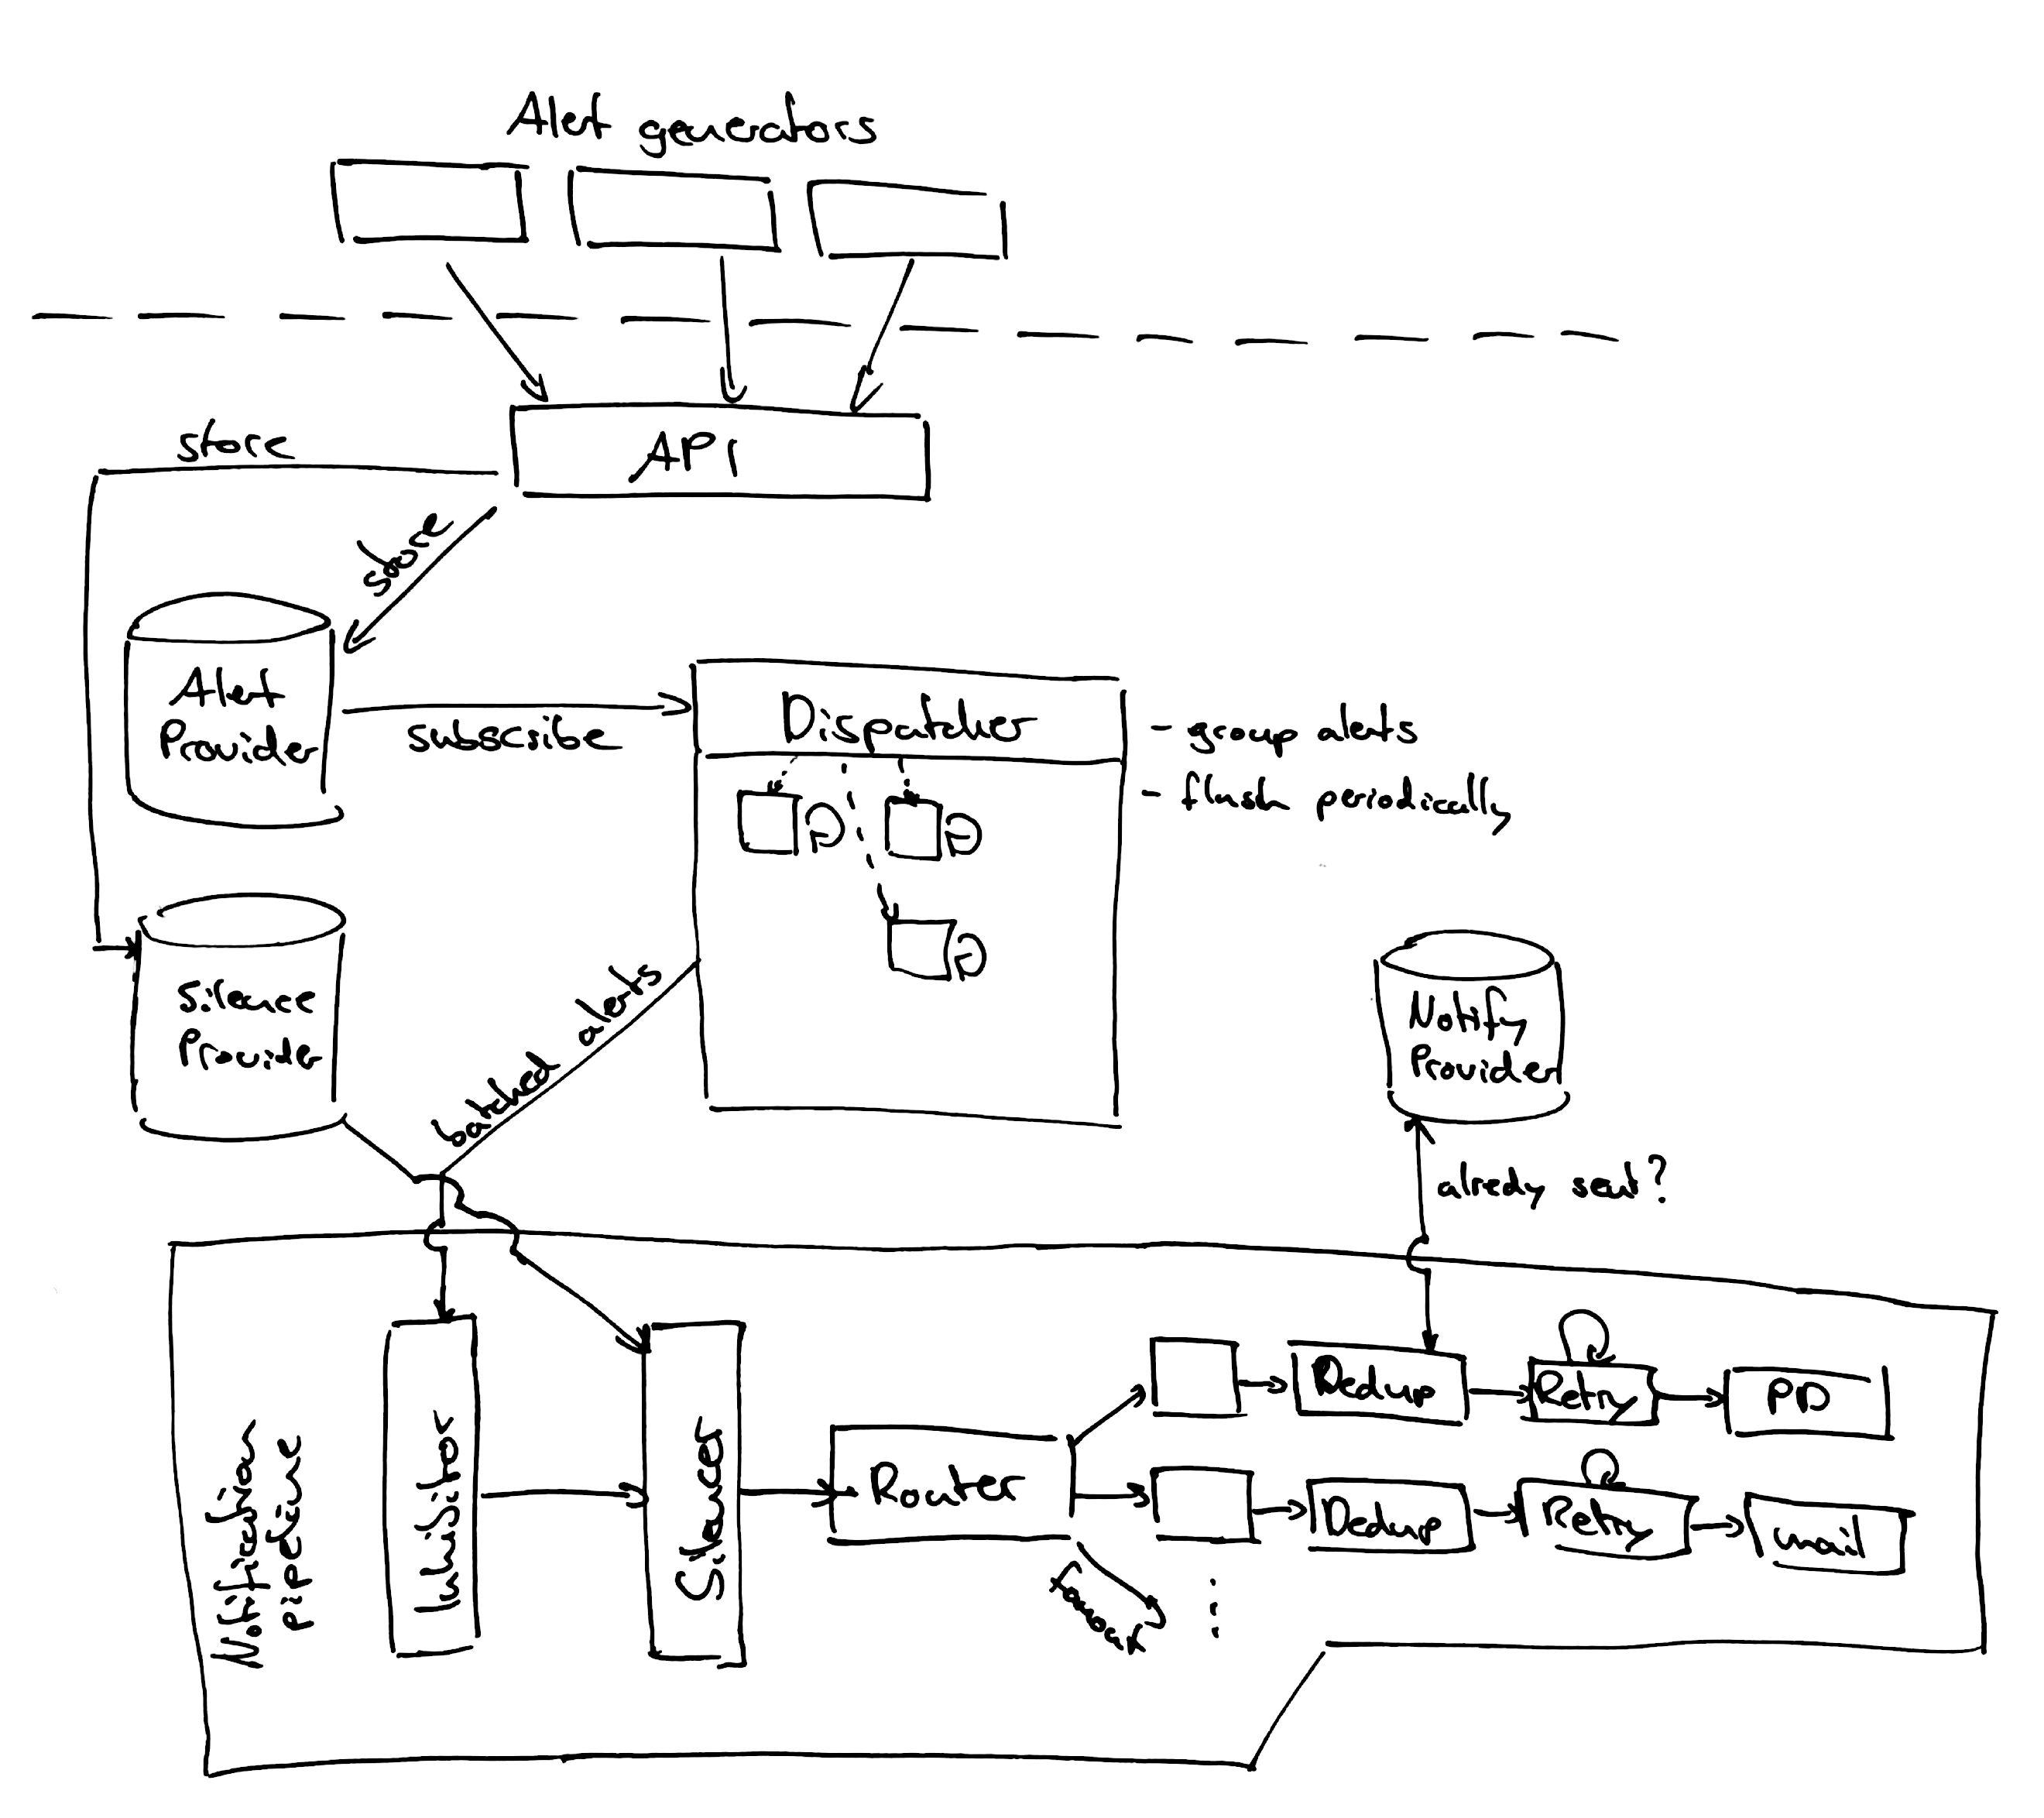 Alert generators
API
store
store
Alert
Provider
subscribe
Dispatcher
- group alerts
- flush periodically
Silence
Provider
batched alerts
Notify
Provider
alredy sent?
Notification
pipeline
Inhibitor
Silencer
Router
Dedup
Retry
PD
Dedup
Retry
mail
fanout